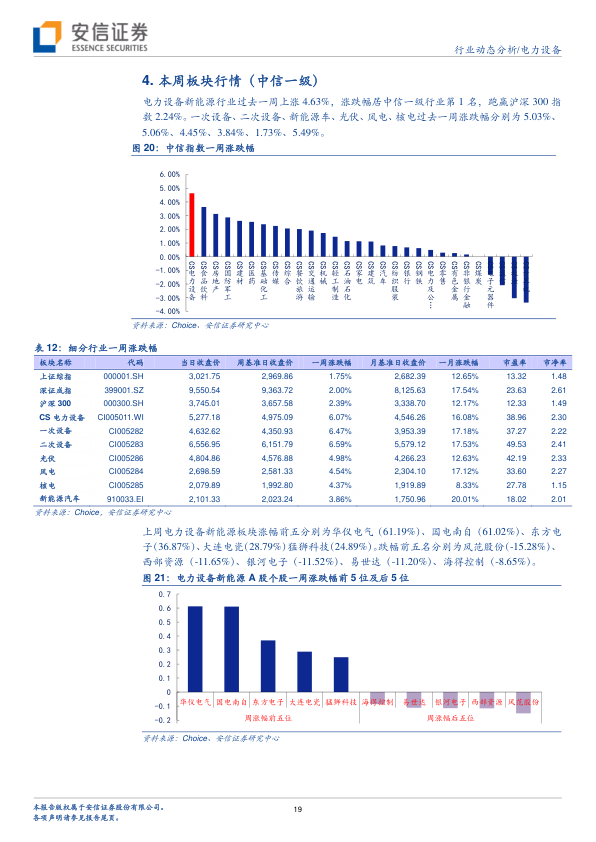 安信证券
ESSENCE SECURITIES
行业动态分析/电力设备
4. 本周板块行情（中信一级）
电力设备新能源行业过去一周上涨 4.63%，涨跌幅居中信一级行业第 1 名，跑赢沪深 300 指
数 2.24%。一次设备、二次设备、新能源车、光伏、风电、核电过去一周涨跌幅分别为 5.03%、
5.06%、4.45%、3.84%、1.73%、5.49%。
图 20：中信指数一周涨跌幅
6.00%
5.00%
4.00%
3.00%
2.00%
1.00%
0.00%
-1.00%
-2.00%
-3.00%
-4.00%
CS电力设备 CS食品饮料 CS房地产 CS国防军工 CS建材 CS医药 CS基础化工 CS传媒 CS综合 CS餐饮旅游 CS交通运输 CS机械 CS轻工制造 CS石油石化 CS家电 CS建筑 CS汽车 CS纺织服装 CS银行 CS钢铁 CS电力及公… CS零售 CS有色金属 CS非银行金融 CS煤炭
资料来源：Choice，安信证券研究中心
表 12：细分行业一周涨跌幅
板块名称 代码 当日收盘价 周基准日收盘价 一周涨跌幅 月基准日收盘价 一月涨跌幅 市盈率 市净率
上证综指 000001.SH 3,021.75 2,969.86 1.75% 2,682.39 12.65% 13.32 1.48
深证成指 399001.SZ 9,550.54 9,363.72 2.00% 8,125.63 17.54% 23.63 2.61
沪深 300 000300.SH 3,745.01 3,657.58 2.39% 3,338.70 12.17% 12.33 1.49
CS 电力设备 CI005011.WI 5,277.18 4,975.09 6.07% 4,546.26 16.08% 38.96 2.30
一次设备 CI005282 4,632.62 4,350.93 6.47% 3,953.39 17.18% 37.27 2.22
二次设备 CI005283 6,556.95 6,151.79 6.59% 5,579.12 17.53% 49.53 2.41
光伏 CI005286 4,804.86 4,576.88 4.98% 4,266.23 12.63% 42.19 2.33
风电 CI005284 2,698.59 2,581.33 4.54% 2,304.10 17.12% 33.60 2.27
核电 CI005285 2,079.89 1,992.80 4.37% 1,919.89 8.33% 27.78 1.15
新能源汽车 910033.EI 2,101.33 2,023.24 3.86% 1,750.96 20.01% 18.02 2.01
资料来源：Choice，安信证券研究中心
上周电力设备新能源板块涨幅前五分别为华仪电气（61.19%）、国电南自（61.02%）、东方电
子(36.87%)、大连电瓷(28.79%)猛狮科技(24.89%)。跌幅前五名分别为风范股份(-15.28%)、
西部资源（-11.65%）、银河电子（-11.52%）、易世达（-11.20%）、海得控制（-8.65%）。
图 21：电力设备新能源 A 股个股一周涨跌幅前 5 位及后 5 位
0.7
0.6
0.5
0.4
0.3
0.2
0.1
0
-0.1
-0.2
华仪电气 国电南自 东方电子 大连电瓷 猛狮科技 海得控制 易世达 银河电子 西部资源 风范股份
周涨幅前五位 周涨幅后五位
资料来源：Choice，安信证券研究中心
本报告版权属于安信证券股份有限公司。
各项声明请参见报告尾页。
19